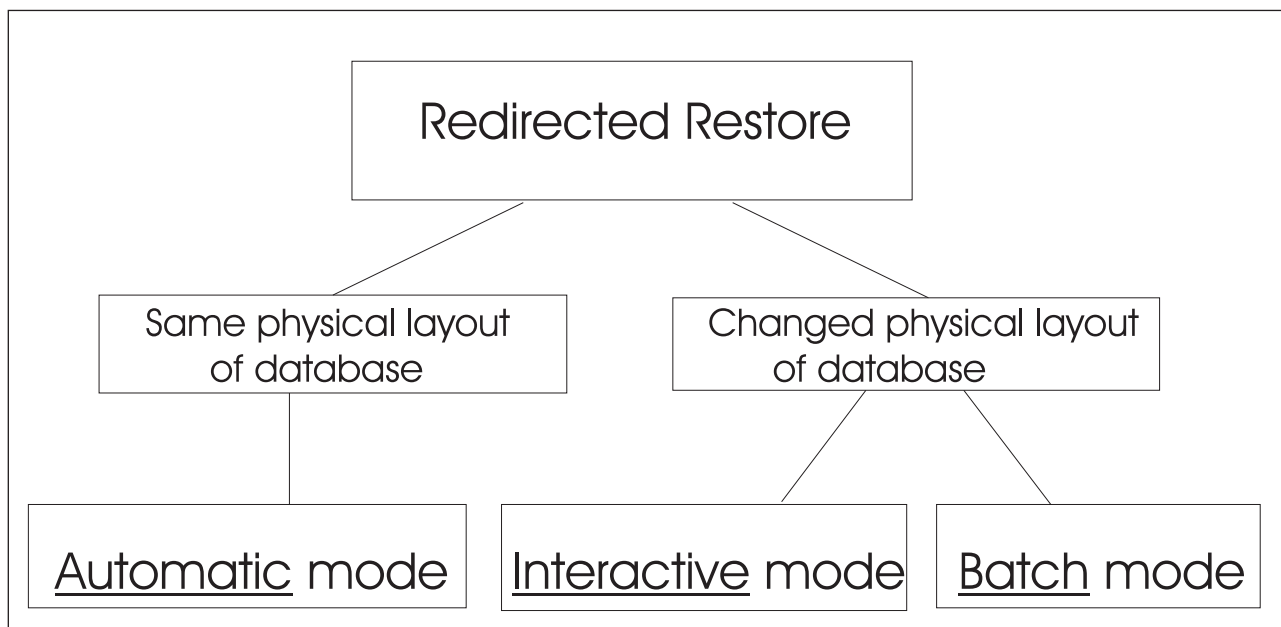 Redirected Restore
Same physical layout
of database
Changed physical layout
of database
Automatic mode
Interactive mode
Batch mode